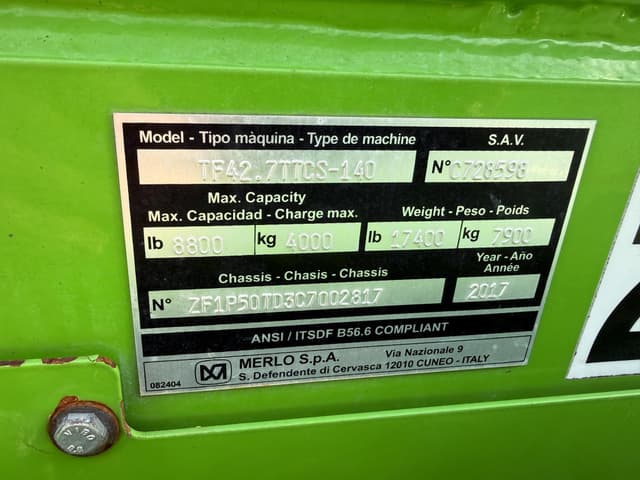 Model - Tipo màquina - Type de machine
S.A.V.
TF42.7TTCS-140
N° C728598
Max. Capacity
Max. Capacidad - Charge max.
Weight - Peso - Poids
lb 8800 kg 4000 lb 17400 kg 7900
Chassis - Chasis - Chassis
Year - Año
Année
N° ZF1P50TD3C7002817
2017
ANSI / ITSDF B56.6 COMPLIANT
MERLO S.p.A.
Via Nazionale 9
S. Defendente di Cervasca 12010 CUNEO - ITALY
082404